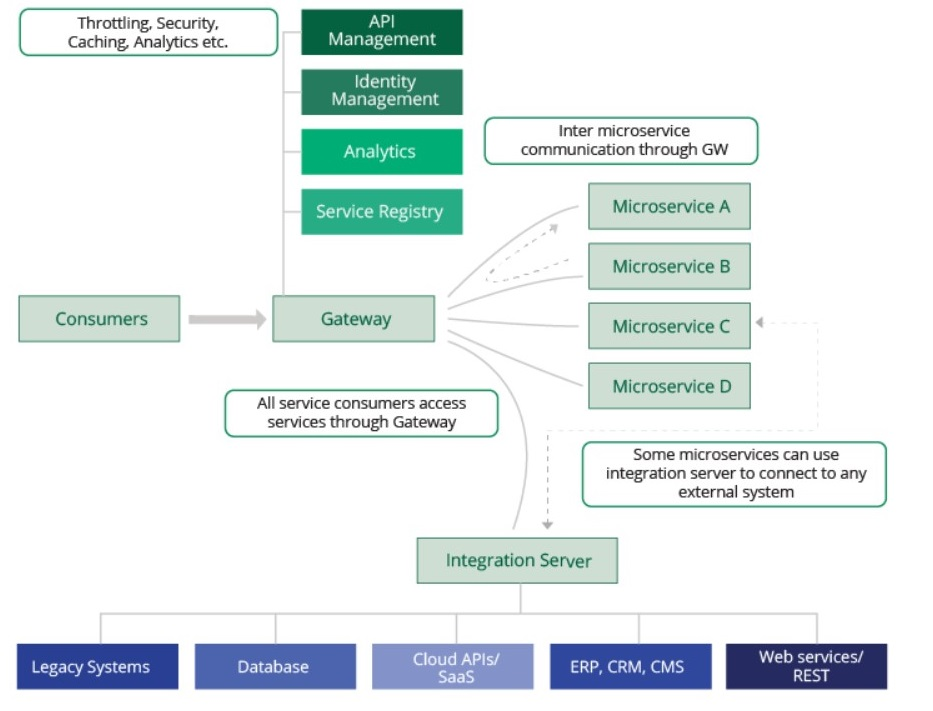 Throttling, Security,
Caching, Analytics etc.
API
Management
Identity
Management
Analytics
Service Registry
Inter microservice
communication through GW
Microservice A
Microservice B
Microservice C
Microservice D
Consumers
Gateway
All service consumers access
services through Gateway
Some microservices can use
integration server to connect to any
external system
Integration Server
Legacy Systems
Database
Cloud APIs/
SaaS
ERP, CRM, CMS
Web services/
REST